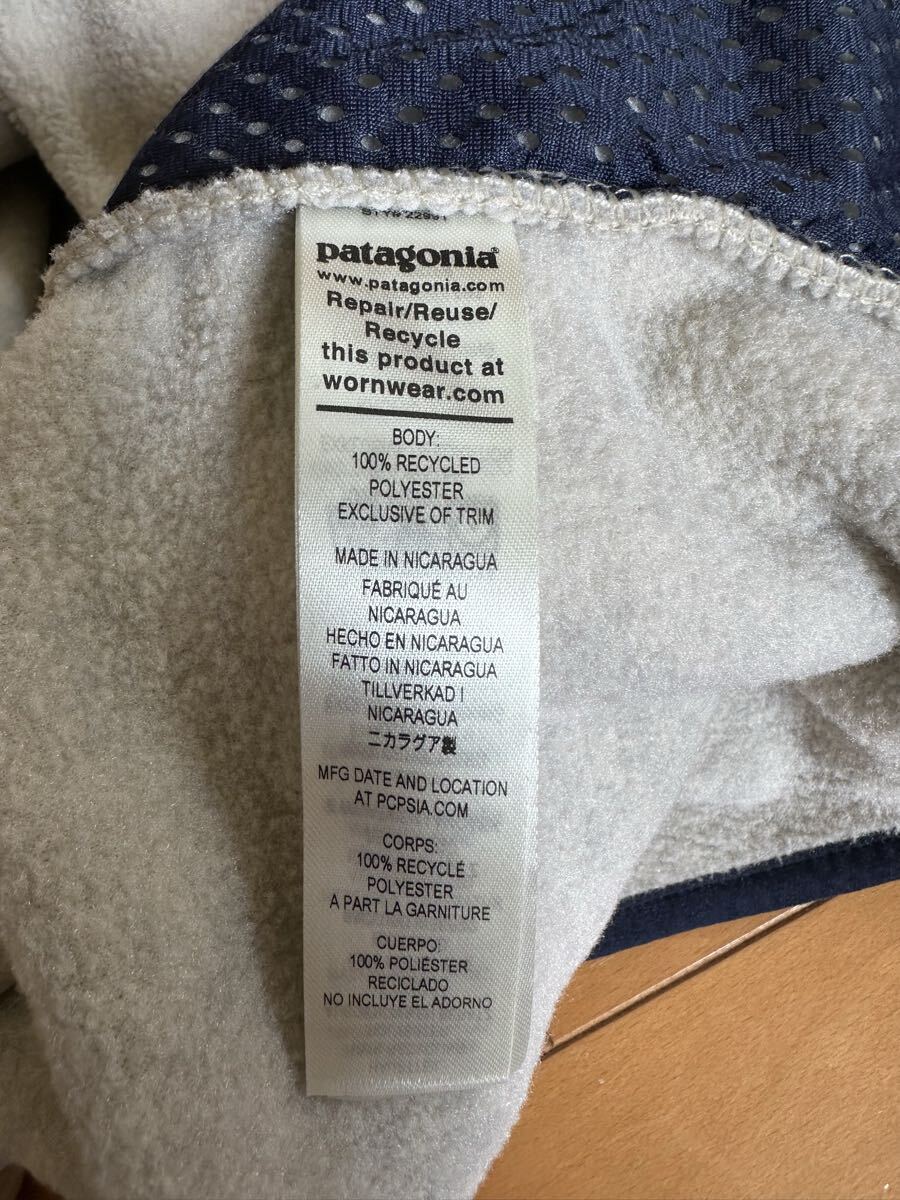 patagonia®
www.patagonia.com
Repair/Reuse/
Recycle
this product at
wornwear.com
BODY:
100% RECYCLED
POLYESTER
EXCLUSIVE OF TRIM
MADE IN NICARAGUA
FABRIQUÉ AU
NICARAGUA
HECHO EN NICARAGUA
FATTO IN NICARAGUA
TILLVERKAD I
NICARAGUA
ニカラグア製
MFG DATE AND LOCATION
AT PCPSIA.COM
CORPS:
100% RECYCLÉ
POLYESTER
A PART LA GARNITURE
CUERPO:
100% POLIÉSTER
RECICLADO
NO INCLUYE EL ADORNO